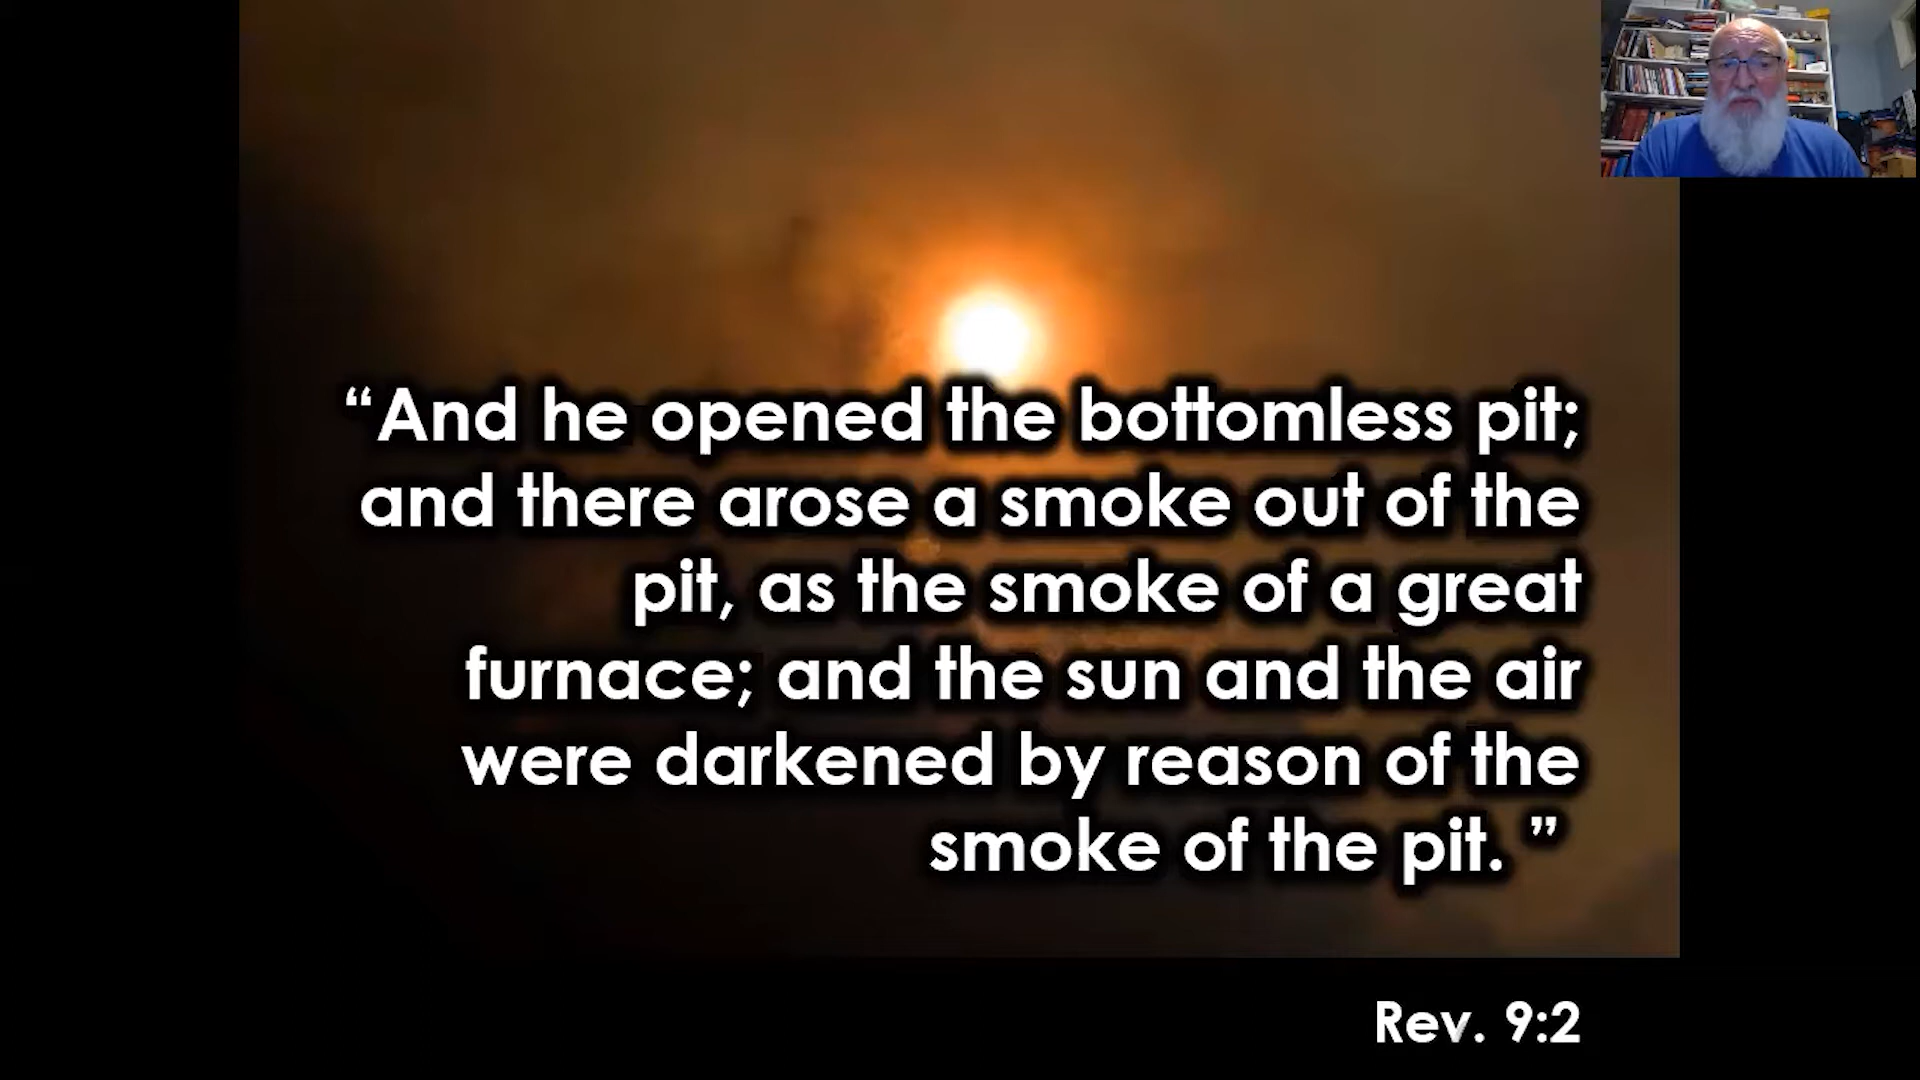 “And he opened the bottomless pit;
and there arose a smoke out of the
pit, as the smoke of a great
furnace; and the sun and the air
were darkened by reason of the
smoke of the pit. ”
Rev. 9:2